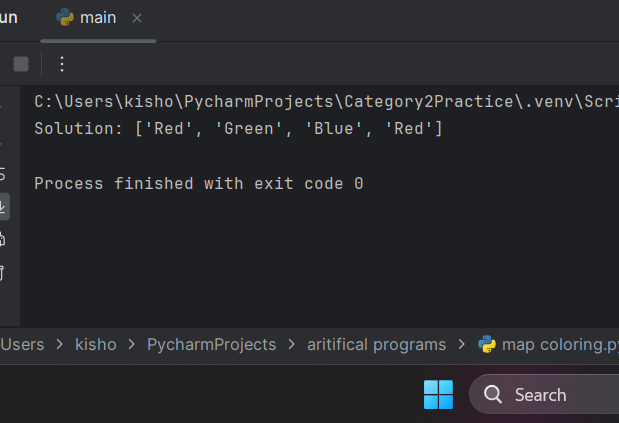 un main
C:\Users\kisho\PycharmProjects\Category2Practice\.venv\Scri
Solution: ['Red', 'Green', 'Blue', 'Red']
Process finished with exit code 0
Users > kisho > PycharmProjects > aritifical programs > map coloring.py
Search